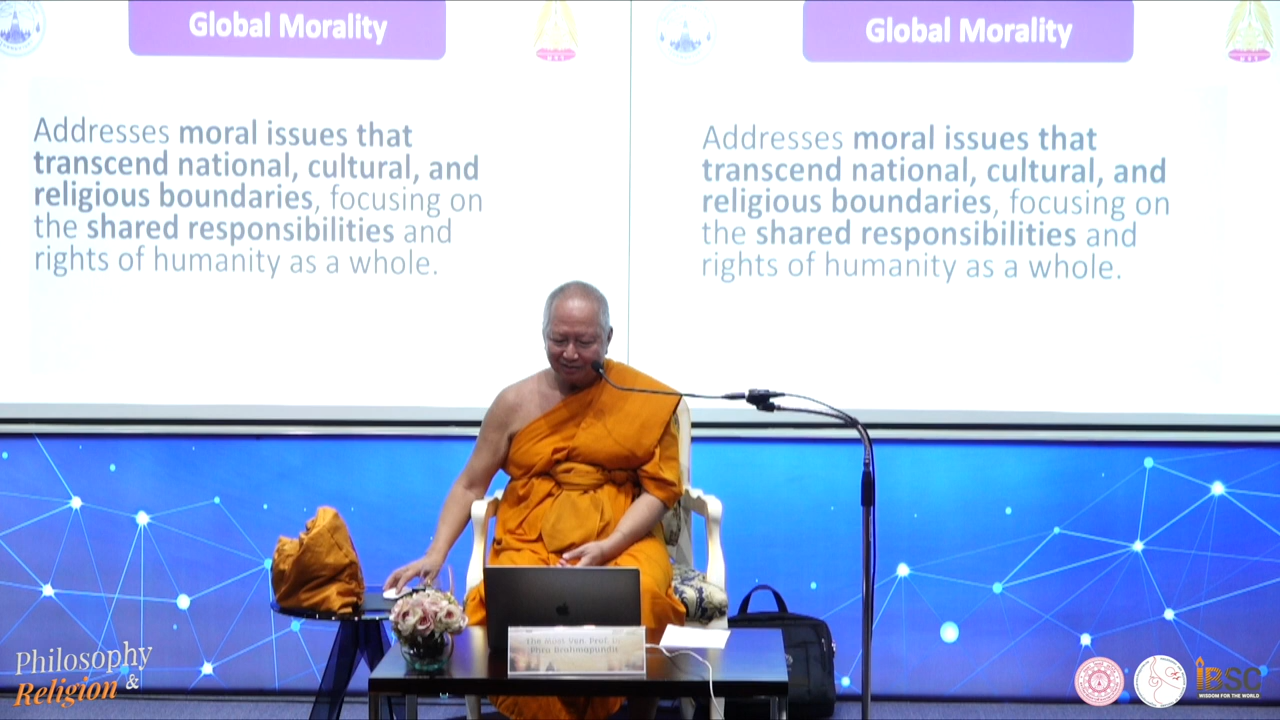 Global Morality
Addresses moral issues that
transcend national, cultural, and
religious boundaries, focusing on
the shared responsibilities and
rights of humanity as a whole.
Global Morality
Addresses moral issues that
transcend national, cultural, and
religious boundaries, focusing on
the shared responsibilities and
rights of humanity as a whole.
The Most Ven. Prof. Dr.
Phra Brahmapundit
Philosophy
& Religion
IBSC
WISDOM FOR THE WORLD